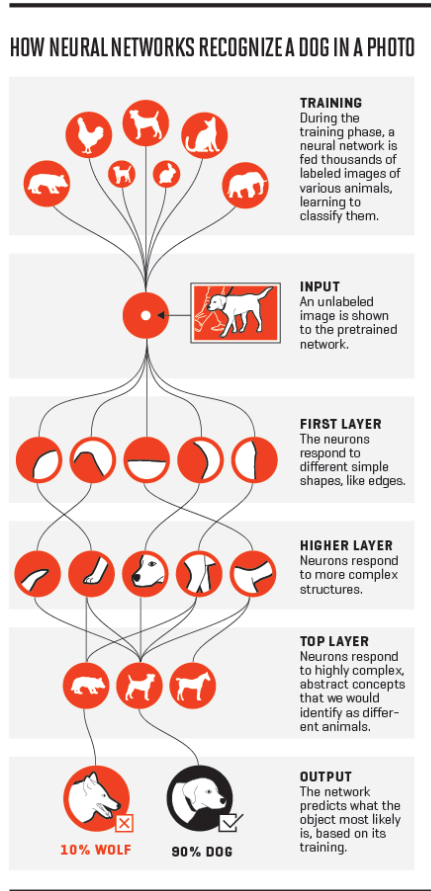 HOW NEURAL NETWORKS RECOGNIZE A DOG IN A PHOTO
TRAINING
During the
training phase, a
neural network is
fed thousands of
labeled images of
various animals,
learning to
classify them.
INPUT
An unlabeled
image is shown
to the pretrained
network.
FIRST LAYER
The neurons
respond to
different simple
shapes, like edges.
HIGHER LAYER
Neurons respond
to more complex
structures.
TOP LAYER
Neurons respond
to highly complex,
abstract concepts
that we would
identify as differ-
ent animals.
OUTPUT
The network
predicts what the
object most likely
is, based on its
training.
10% WOLF
90% DOG